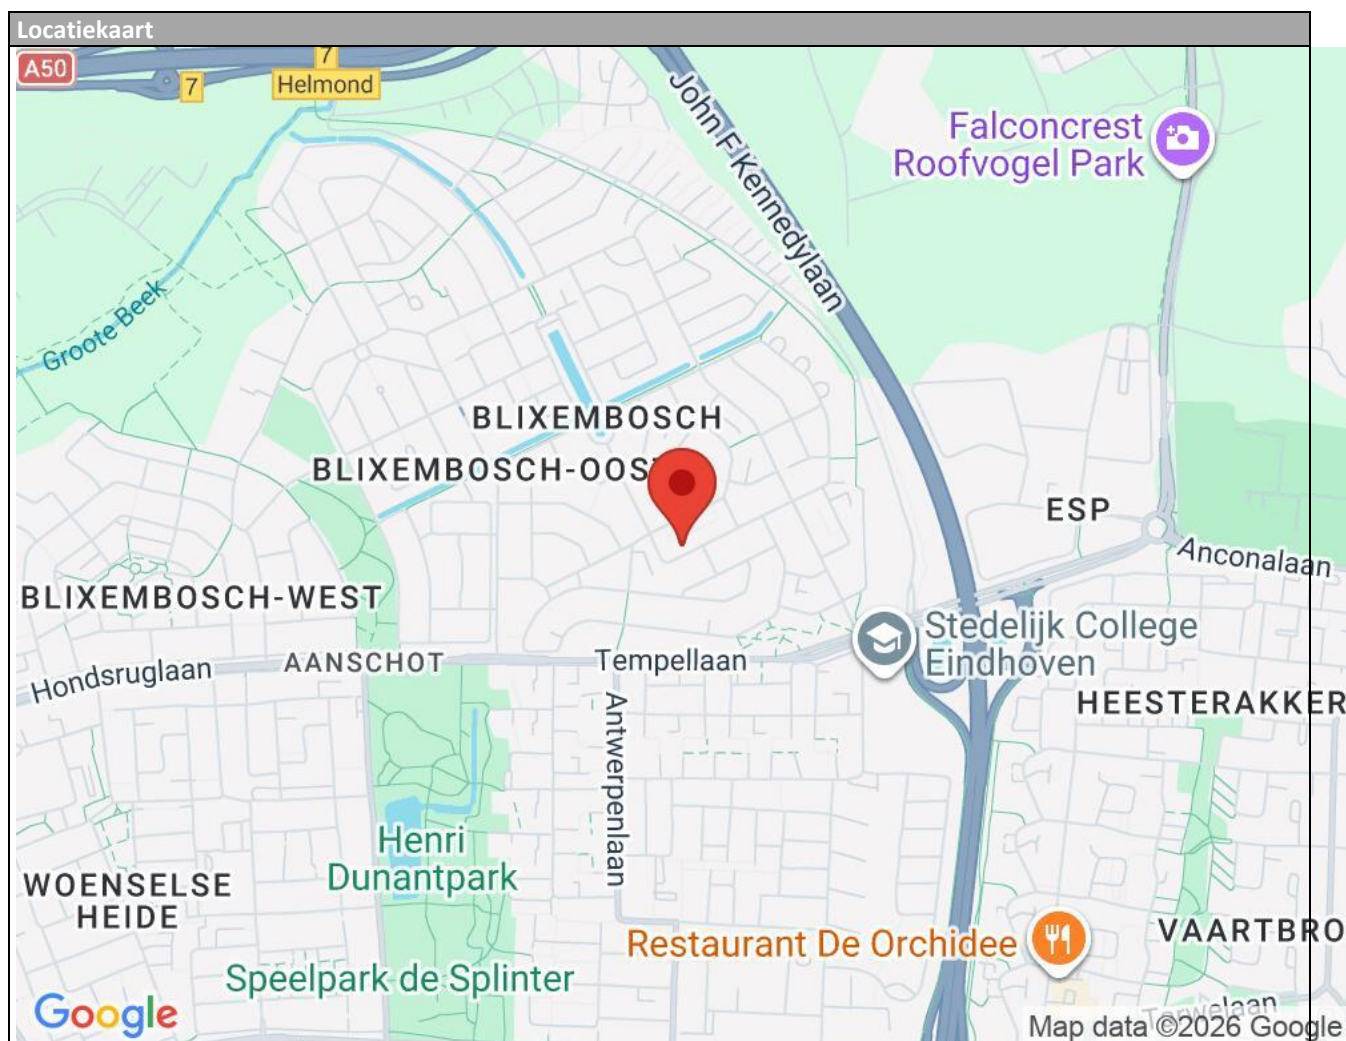 Locatiekaart
A50
7
7
Helmond
John F Kennedylaan
Falconcrest
Roofvogel Park
Groote Beek
BLIXEMBOSCH
BLIXEMBOSCH-OOS
ESP
Anconalaan
BLIXEMBOSCH-WEST
Stedelijk College
Eindhoven
Hondsruglaan
AANSCHOT
Tempellaan
HEESTERAKKER
Antwerpenlaan
Henri
Dunantpark
WOENSELSE
HEIDE
VAARTBRO
Restaurant De Orchidee
Speelpark de Splinter
Google
Terwelaan
Map data ©2026 Google